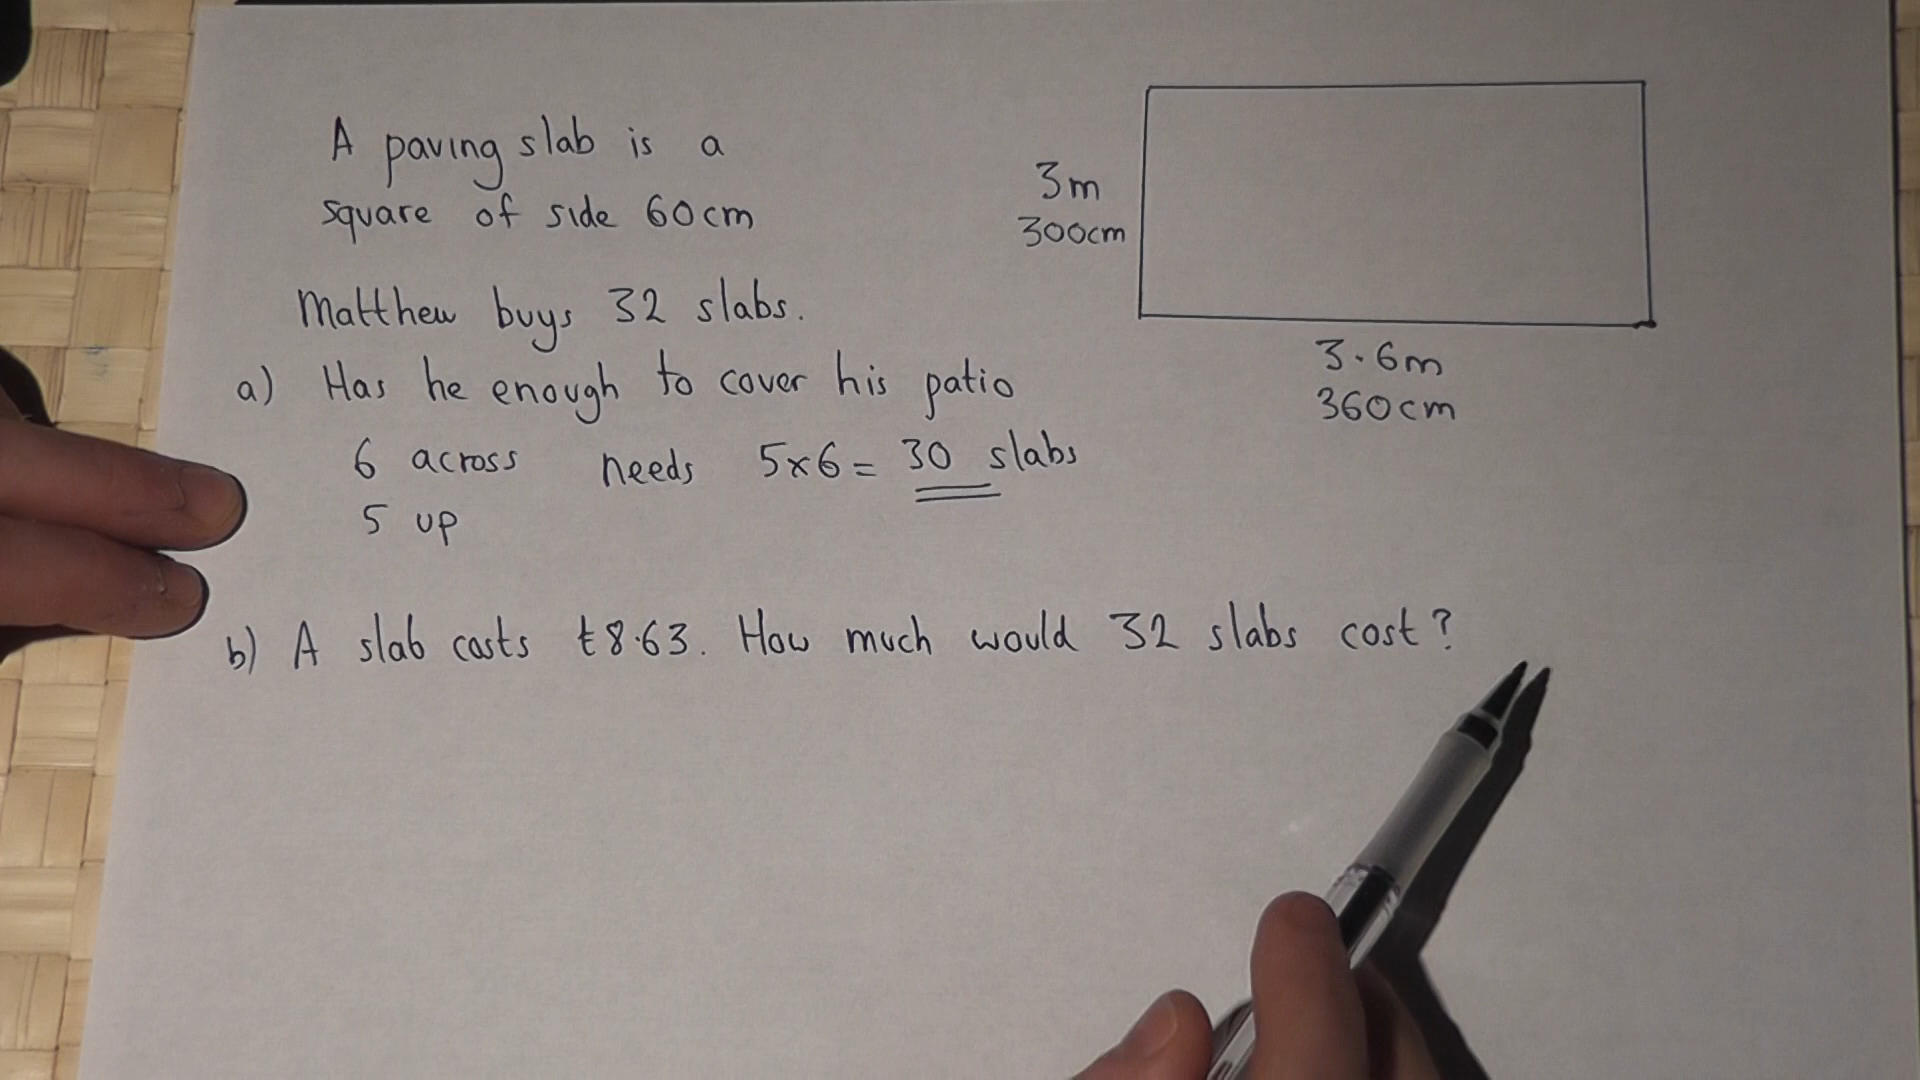 A paving slab is a
square of side 60cm
3m
300cm
Matthew buys 32 slabs.
3.6m
360cm
a) Has he enough to cover his patio
6 across needs 5x6 = 30 slabs
5 up
b) A slab costs £8.63. How much would 32 slabs cost?